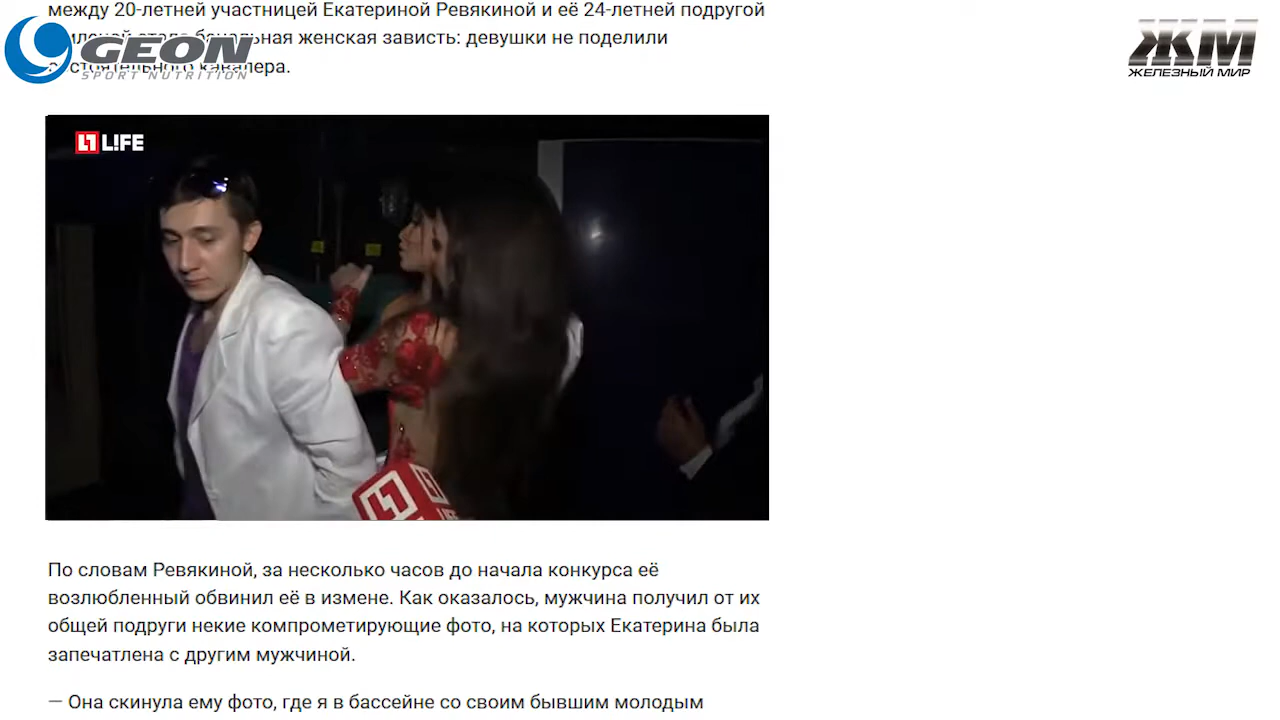 между 20-летней участницей Екатериной Ревякиной и её 24-летней подругой
женская зависть: девушки не поделили
кавалера.
GEON
SPORT NUTRITION
ЖМ
ЖЕЛЕЗНЫЙ МИР
L!FE
По словам Ревякиной, за несколько часов до начала конкурса её
возлюбленный обвинил её в измене. Как оказалось, мужчина получил от их
общей подруги некие компрометирующие фото, на которых Екатерина была
запечатлена с другим мужчиной.
— Она скинула ему фото, где я в бассейне со своим бывшим молодым